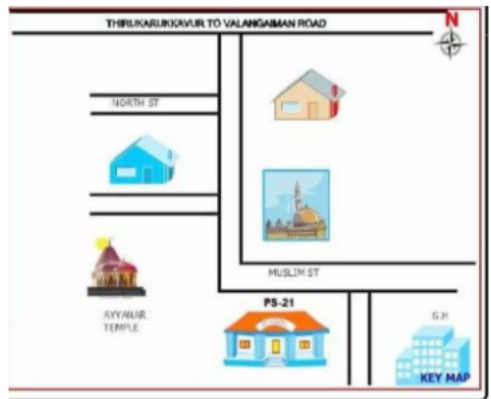 THIRUKARUKKAVUR TO VALANGAIMAN ROAD
N
NORTH ST
MUSLIM ST
PS-21
AYYANAR
TEMPLE
G.H
KEY MAP